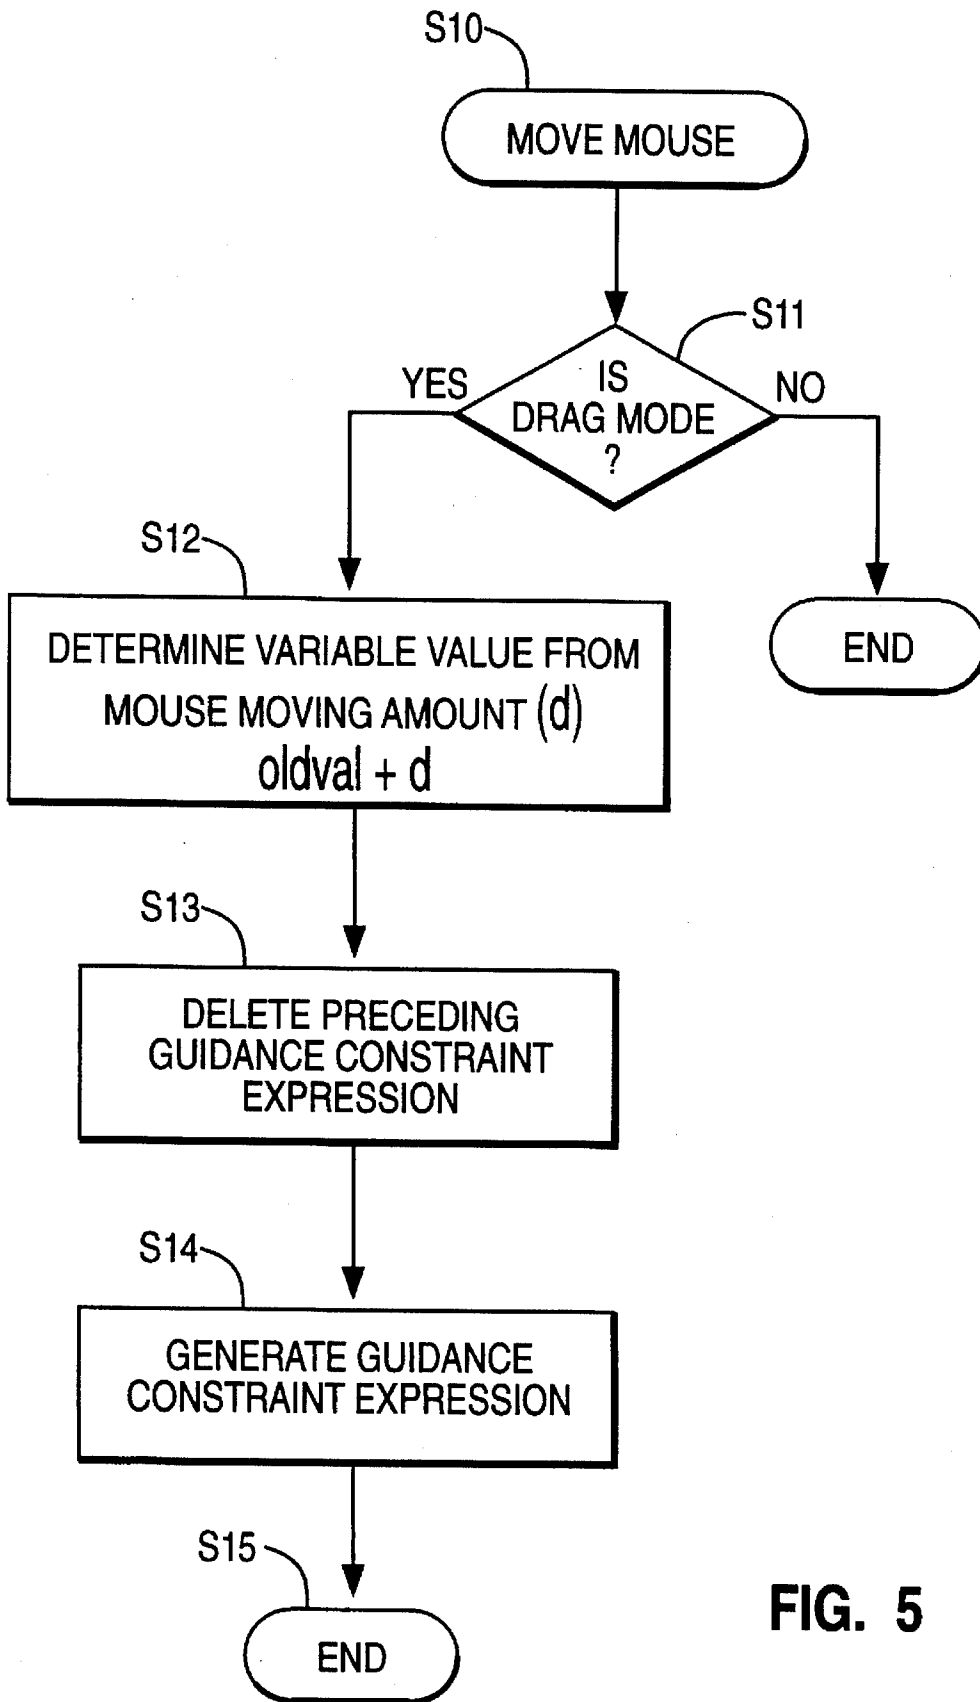 S10
MOVE MOUSE
S11
YES
IS
DRAG MODE
?
NO
S12
DETERMINE VARIABLE VALUE FROM
MOUSE MOVING AMOUNT (d)
oldval + d
END
S13
DELETE PRECEDING
GUIDANCE CONSTRAINT
EXPRESSION
S14
GENERATE GUIDANCE
CONSTRAINT EXPRESSION
S15
END
FIG. 5